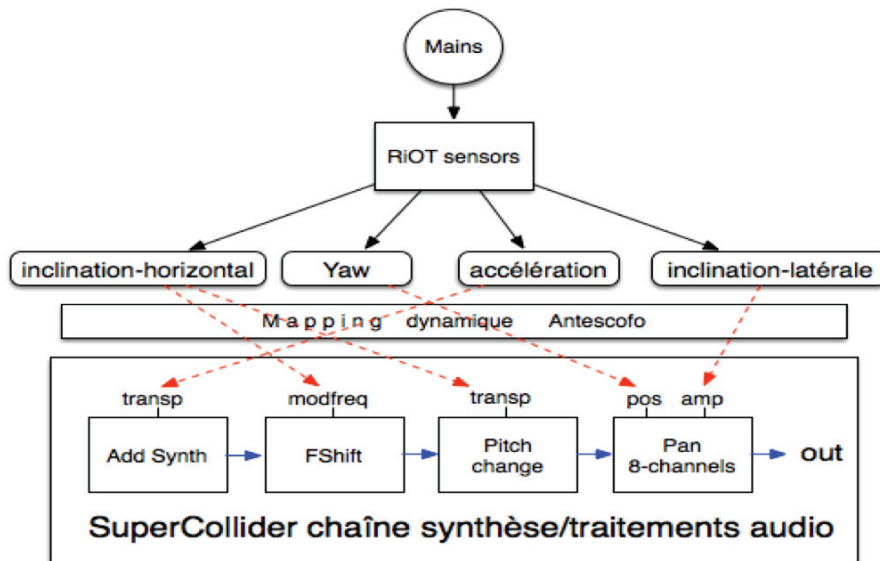 Mains
RiOT sensors
inclination-horizontal Yaw accélération inclination-latérale
Mapping dynamique Antescofo
transp modfreq transp pos amp
Add Synth FShift Pitch change Pan 8-channels out
SuperCollider chaîne synthèse/traitements audio